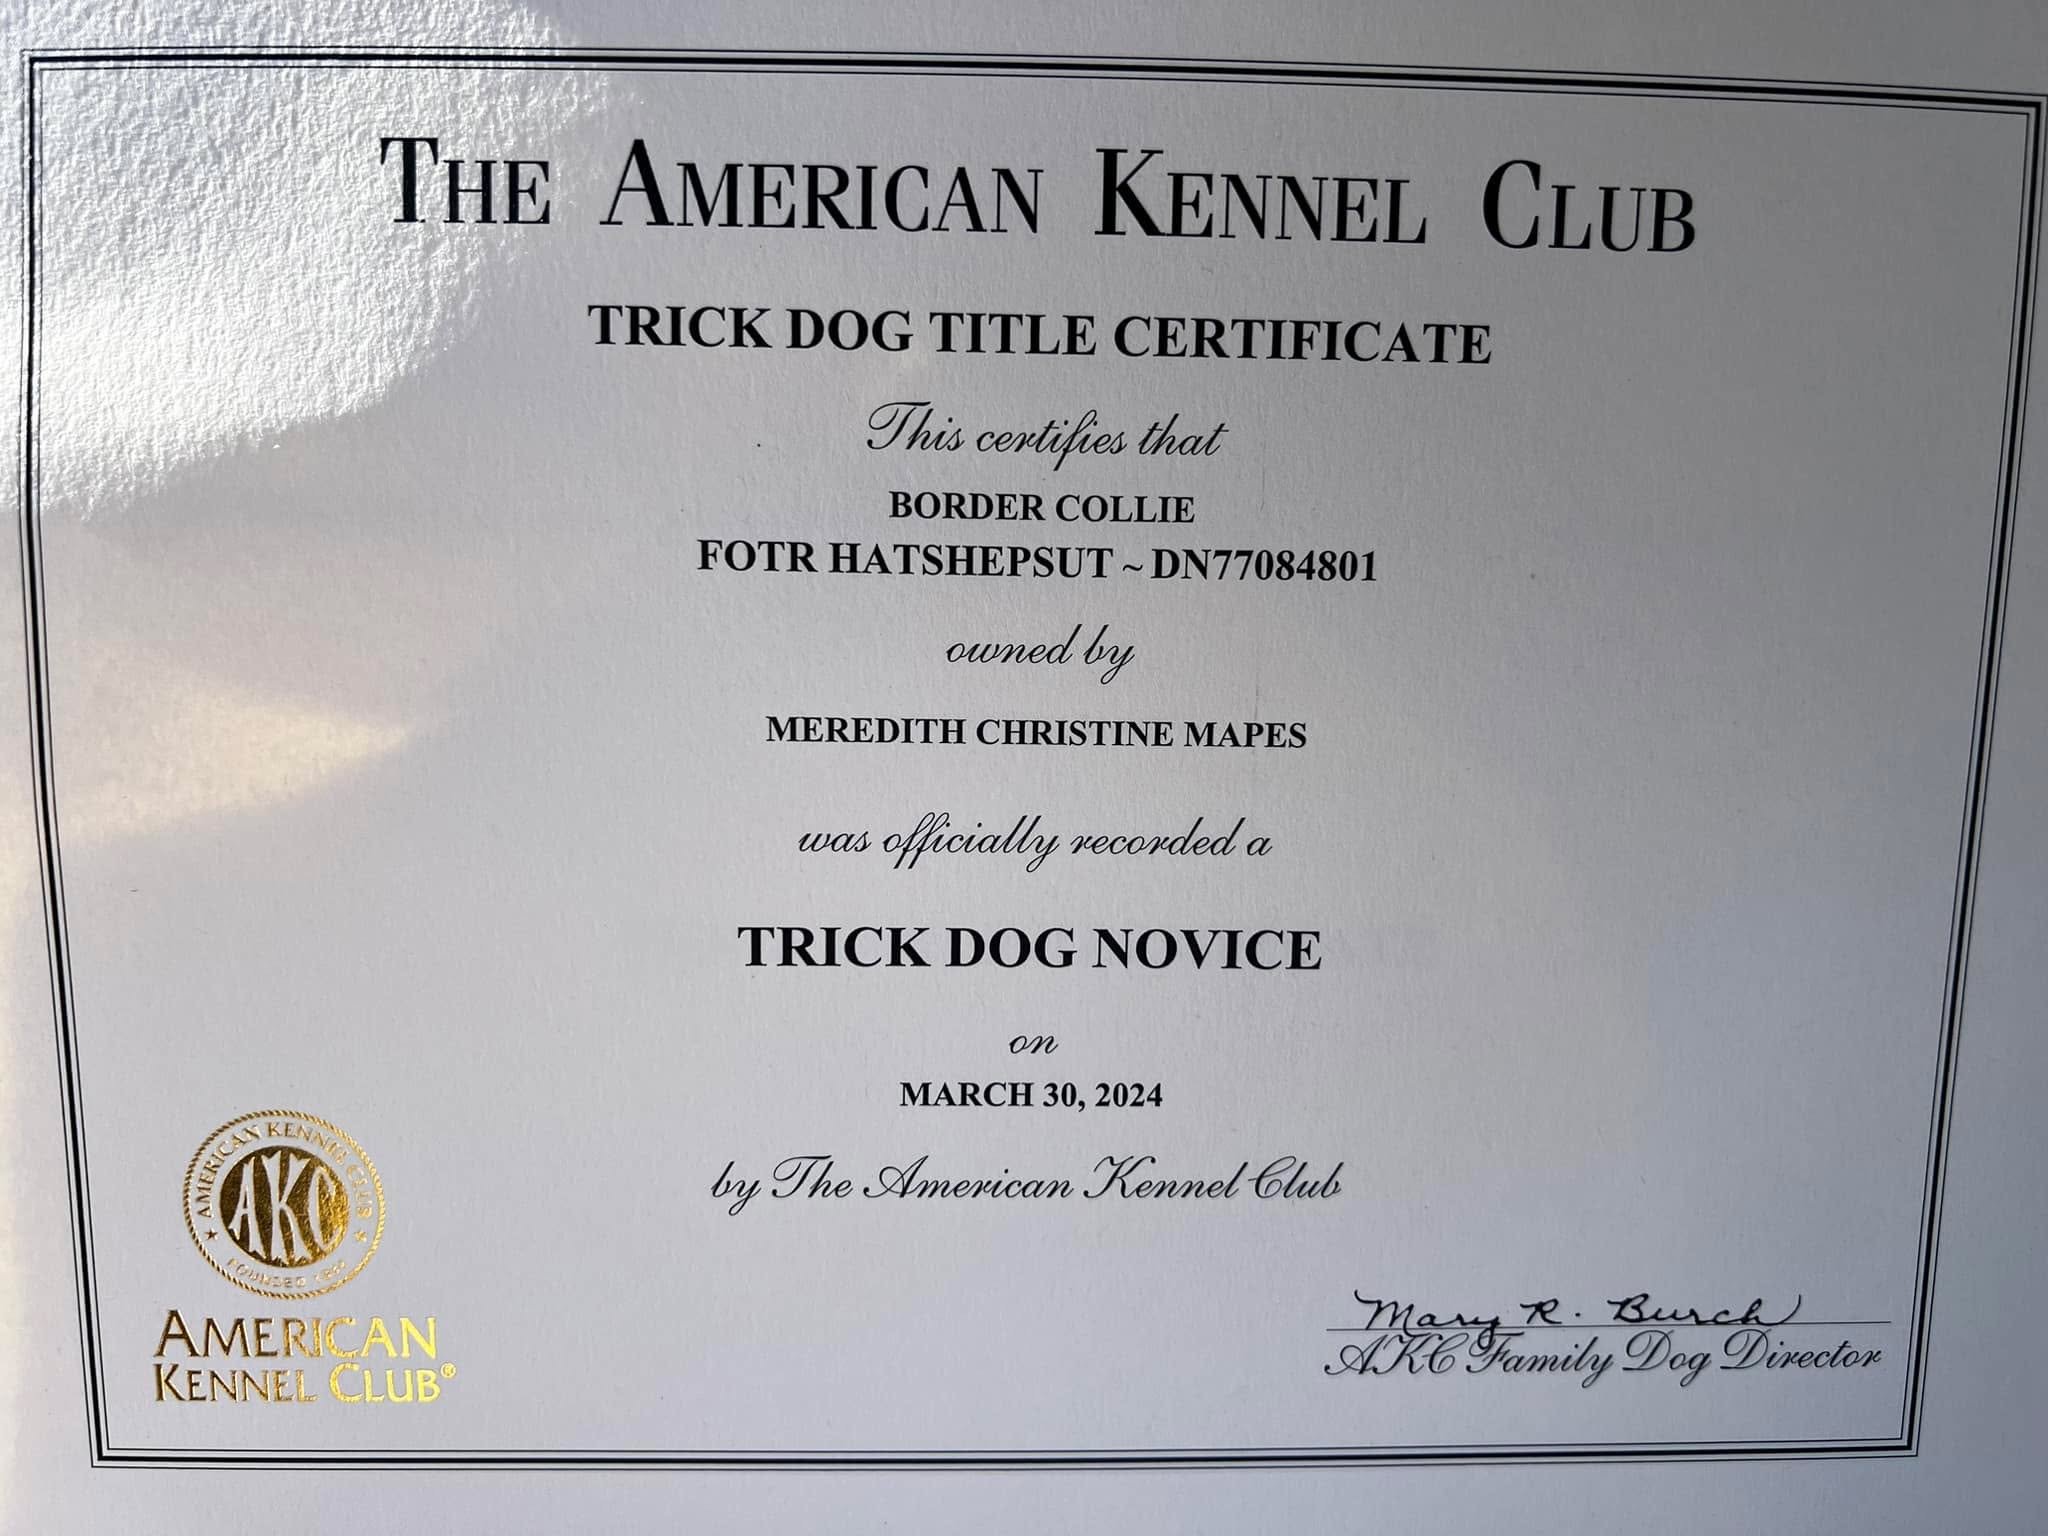 THE AMERICAN KENNEL CLUB
TRICK DOG TITLE CERTIFICATE
This certifies that
BORDER COLLIE
FOTR HATSHEPSUT ~ DN77084801
owned by
MEREDITH CHRISTINE MAPES
was officially recorded a
TRICK DOG NOVICE
on
MARCH 30, 2024
by The American Kennel Club
AMERICAN KENNEL CLUB
AKC
FOUNDED
AMERICAN
KENNEL CLUB®
Mary R. Burch
AKC Family Dog Director